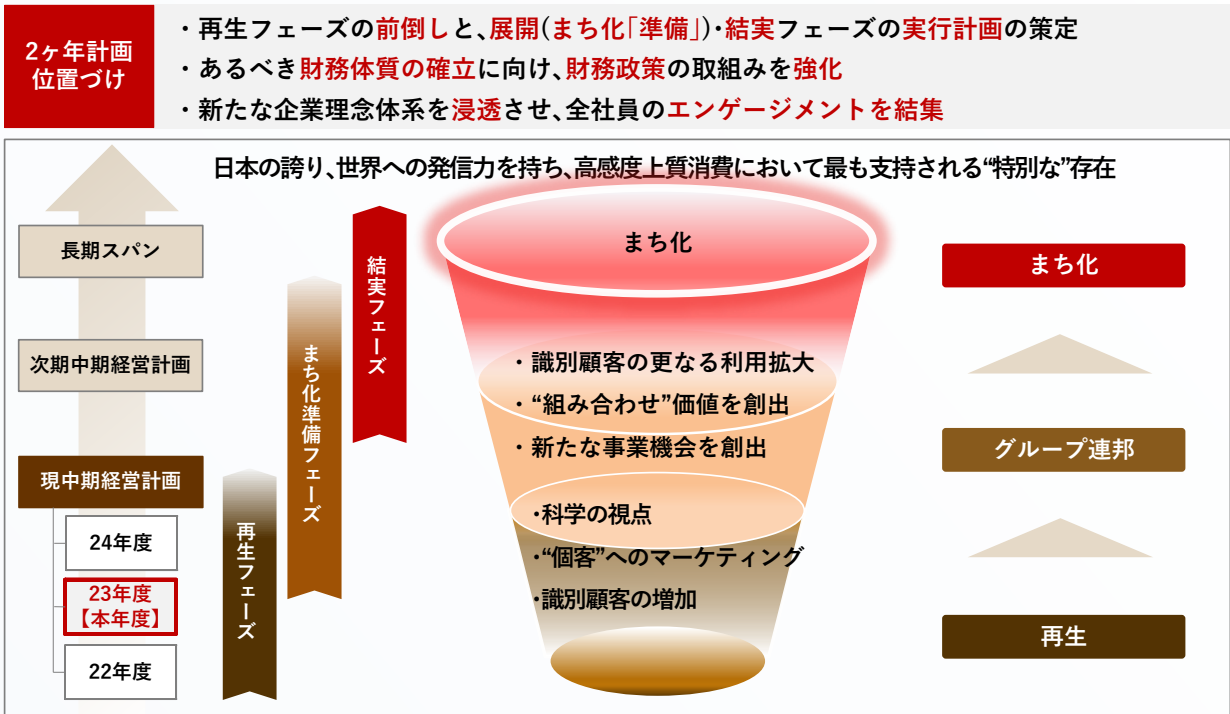 2ヶ年計画
位置づけ
・再生フェーズの前倒しと、展開(まち化「準備」)・結実フェーズの実行計画の策定
・あるべき財務体質の確立に向け、財務政策の取組みを強化
・新たな企業理念体系を浸透させ、全社員のエンゲージメントを結集
日本の誇り、世界への発信力を持ち、高感度上質消費において最も支持される“特別な”存在
長期スパン
次期中期経営計画
現中期経営計画
24年度
23年度
【本年度】
22年度
再生フェーズ
まち化準備フェーズ
結実フェーズ
まち化
・識別顧客の更なる利用拡大
・“組み合わせ”価値を創出
・新たな事業機会を創出
・科学の視点
・“個客”へのマーケティング
・識別顧客の増加
まち化
グループ連邦
再生